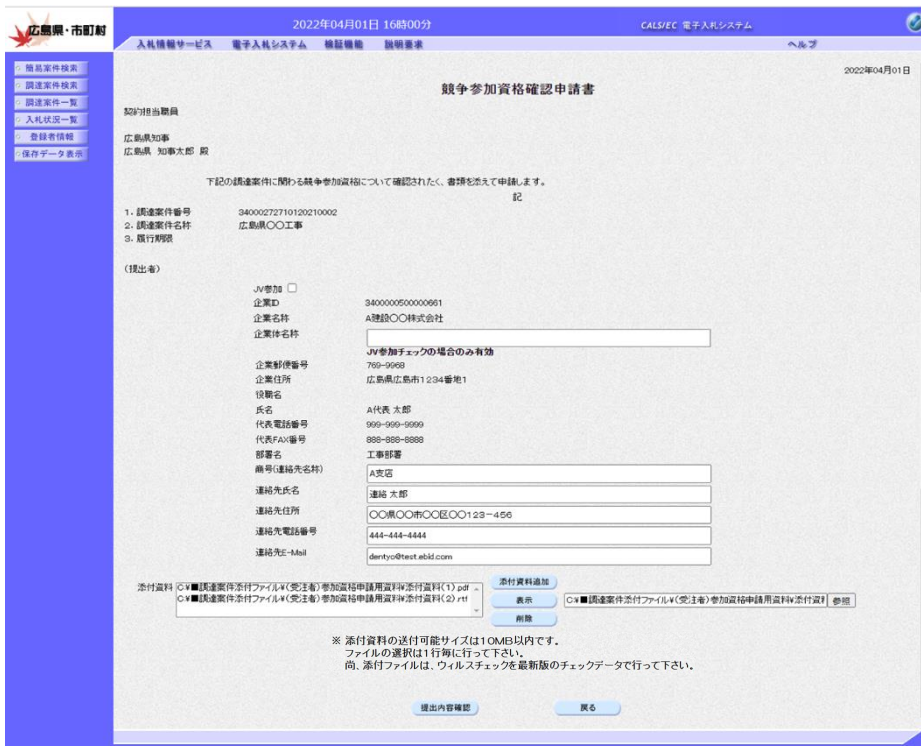 広島県・市町村
2022年04月01日 16時00分
CALS/EC 電子入札システム
入札情報サービス 電子入札システム 検証機能 説明要求 ヘルプ
簡易案件検索
調達案件検索
調達案件一覧
入札状況一覧
登録者情報
保存データ表示
2022年04月01日
競争参加資格確認申請書
契約担当職員
広島県知事
広島県 知事太郎 殿
下記の調達案件に関わる競争参加資格について確認されたく、書類を添えて申請します。
記
1. 調達案件番号 34000272710120210002
2. 調達案件名称 広島県〇〇工事
3. 履行期限
(提出者)
JV参加
企業ID 3400000500000661
企業名称 A建設〇〇株式会社
企業体名称
JV参加チェックの場合のみ有効
企業郵便番号 769-9968
企業住所 広島県広島市1234番地1
役職名
氏名 A代表 太郎
代表電話番号 999-999-9999
代表FAX番号 888-888-8888
部署名 工事部署
商号(連絡先名称) A支店
連絡先氏名 連絡 太郎
連絡先住所 〇〇県〇〇市〇〇区〇〇123-456
連絡先電話番号 444-444-4444
連絡先E-Mail dentyo@test.ebid.com
添付資料 C:¥■調達案件添付ファイル¥(受注者)参加資格申請用資料¥添付資料(1).pdf
C:¥■調達案件添付ファイル¥(受注者)参加資格申請用資料¥添付資料(2).rtf
添付資料追加
表示 C:¥■調達案件添付ファイル¥(受注者)参加資格申請用資料¥添付資料 参照
削除
※ 添付資料の送付可能サイズは10MB以内です。
ファイルの選択は1行毎に行って下さい。
尚、添付ファイルは、ウィルスチェックを最新版のチェックデータで行って下さい。
提出内容確認 戻る